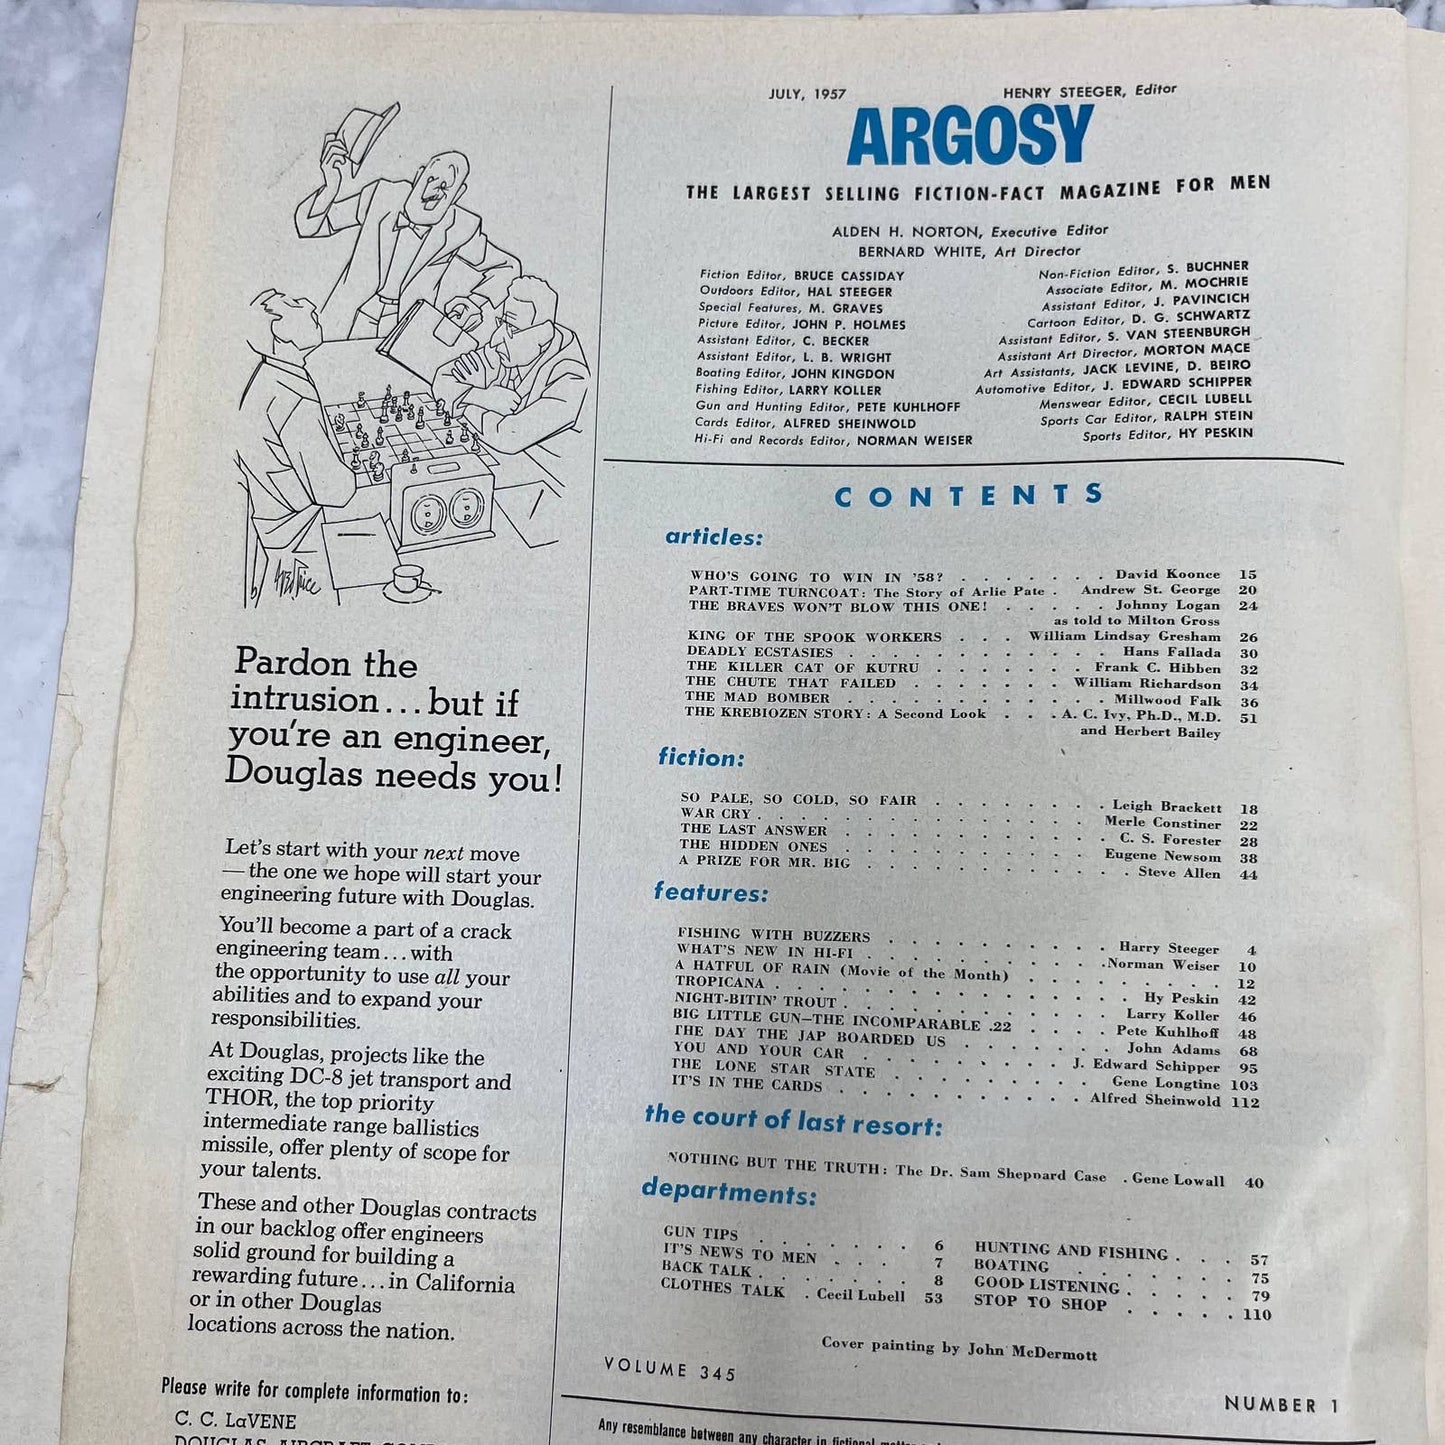 by Geo Price
Pardon the
intrusion...but if
you're an engineer,
Douglas needs you!
Let's start with your next move
—the one we hope will start your
engineering future with Douglas.
You'll become a part of a crack
engineering team...with
the opportunity to use all your
abilities and to expand your
responsibilities.
At Douglas, projects like the
exciting DC-8 jet transport and
THOR, the top priority
intermediate range ballistics
missile, offer plenty of scope for
your talents.
These and other Douglas contracts
in our backlog offer engineers
solid ground for building a
rewarding future...in California
or in other Douglas
locations across the nation.
Please write for complete information to:
C. C. LaVENE
DOUGLAS AIRCRAFT
JULY, 1957 HENRY STEEGER, Editor
ARGOSY
THE LARGEST SELLING FICTION-FACT MAGAZINE FOR MEN
ALDEN H. NORTON, Executive Editor
BERNARD WHITE, Art Director
Fiction Editor, BRUCE CASSIDAY
Outdoors Editor, HAL STEEGER
Special Features, M. GRAVES
Picture Editor, JOHN P. HOLMES
Assistant Editor, C. BECKER
Assistant Editor, L. B. WRIGHT
Boating Editor, JOHN KINGDON
Fishing Editor, LARRY KOLLER
Gun and Hunting Editor, PETE KUHLHOFF
Cards Editor, ALFRED SHEINWOLD
Hi-Fi and Records Editor, NORMAN WEISER
Non-Fiction Editor, S. BUCHNER
Associate Editor, M. MOCHRIE
Assistant Editor, J. PAVINCICH
Cartoon Editor, D. G. SCHWARTZ
Assistant Editor, S. VAN STEENBURGH
Assistant Art Director, MORTON MACE
Art Assistants, JACK LEVINE, D. BEIRO
Automotive Editor, J. EDWARD SCHIPPER
Menswear Editor, CECIL LUBELL
Sports Car Editor, RALPH STEIN
Sports Editor, HY PESKIN
CONTENTS
articles:
WHO'S GOING TO WIN IN '58? . . . . . . . David Koonce 15
PART-TIME TURNCOAT: The Story of Arlie Pate . Andrew St. George 20
THE BRAVES WON'T BLOW THIS ONE! . . . . . Johnny Logan 24
as told to Milton Gross
KING OF THE SPOOK WORKERS . . . William Lindsay Gresham 26
DEADLY ECSTASIES . . . . . . . . . . . . Hans Fallada 30
THE KILLER CAT OF KUTRU . . . . . . . Frank C. Hibben 32
THE CHUTE THAT FAILED . . . . . . . William Richardson 34
THE MAD BOMBER . . . . . . . . . . . . Millwood Falk 36
THE KREBIOZEN STORY: A Second Look . . . A. C. Ivy, Ph.D., M.D. 51
and Herbert Bailey
fiction:
SO PALE, SO COLD, SO FAIR . . . . . . . . Leigh Brackett 18
WAR CRY . . . . . . . . . . . . . . Merle Constiner 22
THE LAST ANSWER . . . . . . . . . . . C. S. Forester 28
THE HIDDEN ONES . . . . . . . . . . . Eugene Newsom 38
A PRIZE FOR MR. BIG . . . . . . . . . . . Steve Allen 44
features:
FISHING WITH BUZZERS . . . . . . . . . . Harry Steeger 4
WHAT'S NEW IN HI-FI . . . . . . . . . . .Norman Weiser 10
A HATFUL OF RAIN (Movie of the Month) . . . . . . . . 12
TROPICANA . . . . . . . . . . . . . . . Hy Peskin 42
NIGHT-BITIN' TROUT . . . . . . . . . . . Larry Koller 46
BIG LITTLE GUN—THE INCOMPARABLE .22 . . . . Pete Kuhlhoff 48
THE DAY THE JAP BOARDED US . . . . . . . John Adams 68
YOU AND YOUR CAR . . . . . . . . . J. Edward Schipper 95
THE LONE STAR STATE . . . . . . . . . Gene Longtine 103
IT'S IN THE CARDS . . . . . . . . . . . Alfred Sheinwold 112
the court of last resort:
NOTHING BUT THE TRUTH: The Dr. Sam Sheppard Case . Gene Lowall 40
departments:
GUN TIPS . . . . . . . 6
IT'S NEWS TO MEN . . . 7
BACK TALK . . . . . . . 8
CLOTHES TALK . Cecil Lubell 53
HUNTING AND FISHING . . . 57
BOATING . . . . . . . 75
GOOD LISTENING . . . . . 79
STOP TO SHOP . . . . . 110
Cover painting by John McDermott
VOLUME 345
NUMBER 1
Any resemblance between any character in fictional matter